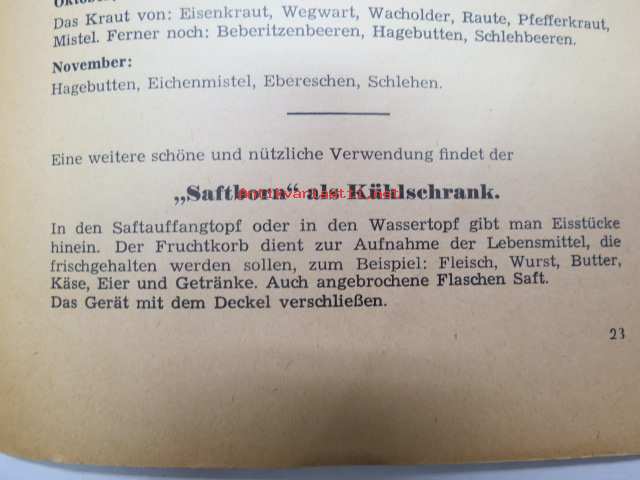 Oktober:
Das Kraut von: Eisenkraut, Wegwart, Wacholder, Raute, Pfefferkraut,
Mistel. Ferner noch: Beberitzenbeeren, Hagebutten, Schlehbeeren.
November:
Hagebutten, Eichenmistel, Ebereschen, Schlehen.
Eine weitere schöne und nützliche Verwendung findet der
„Saftborn“ als Kühlschrank.
In den Saftauffangtopf oder in den Wassertopf gibt man Eisstücke
hinein. Der Fruchtkorb dient zur Aufnahme der Lebensmittel, die
frischgehalten werden sollen, zum Beispiel: Fleisch, Wurst, Butter,
Käse, Eier und Getränke. Auch angebrochene Flaschen Saft.
Das Gerät mit dem Deckel verschließen.
23